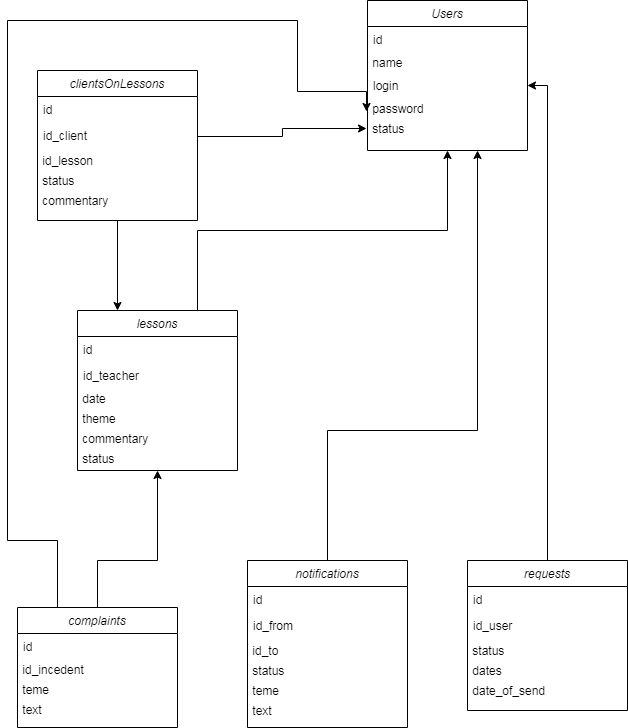 Users
id
name
login
password
status
clientsOnLessons
id
id_client
id_lesson
status
commentary
lessons
id
id_teacher
date
theme
commentary
status
notifications
id
id_from
id_to
status
teme
text
requests
id
id_user
status
dates
date_of_send
complaints
id
id_incedent
teme
text